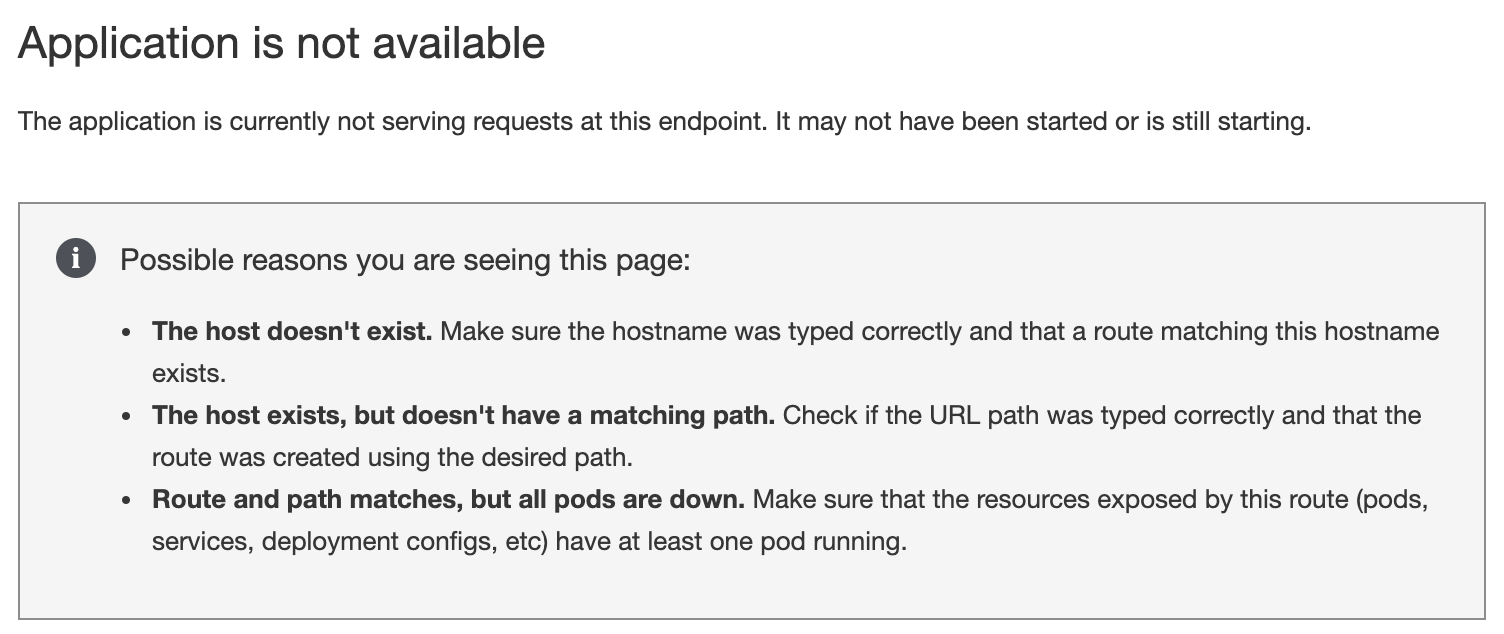 Application is not available
The application is currently not serving requests at this endpoint. It may not have been started or is still starting.
i Possible reasons you are seeing this page:
• The host doesn't exist. Make sure the hostname was typed correctly and that a route matching this hostname
exists.
• The host exists, but doesn't have a matching path. Check if the URL path was typed correctly and that the
route was created using the desired path.
• Route and path matches, but all pods are down. Make sure that the resources exposed by this route (pods,
services, deployment configs, etc) have at least one pod running.